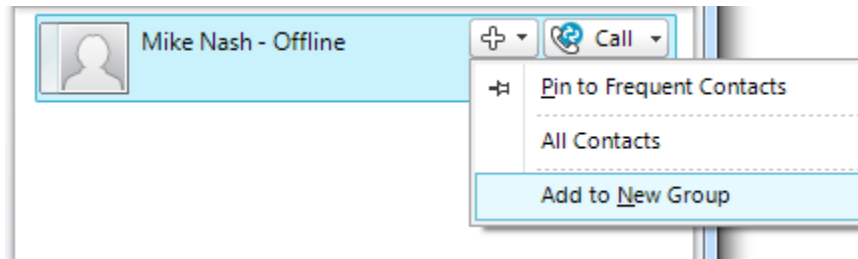 Mike Nash - Offline
Call
Pin to Frequent Contacts
All Contacts
Add to New Group